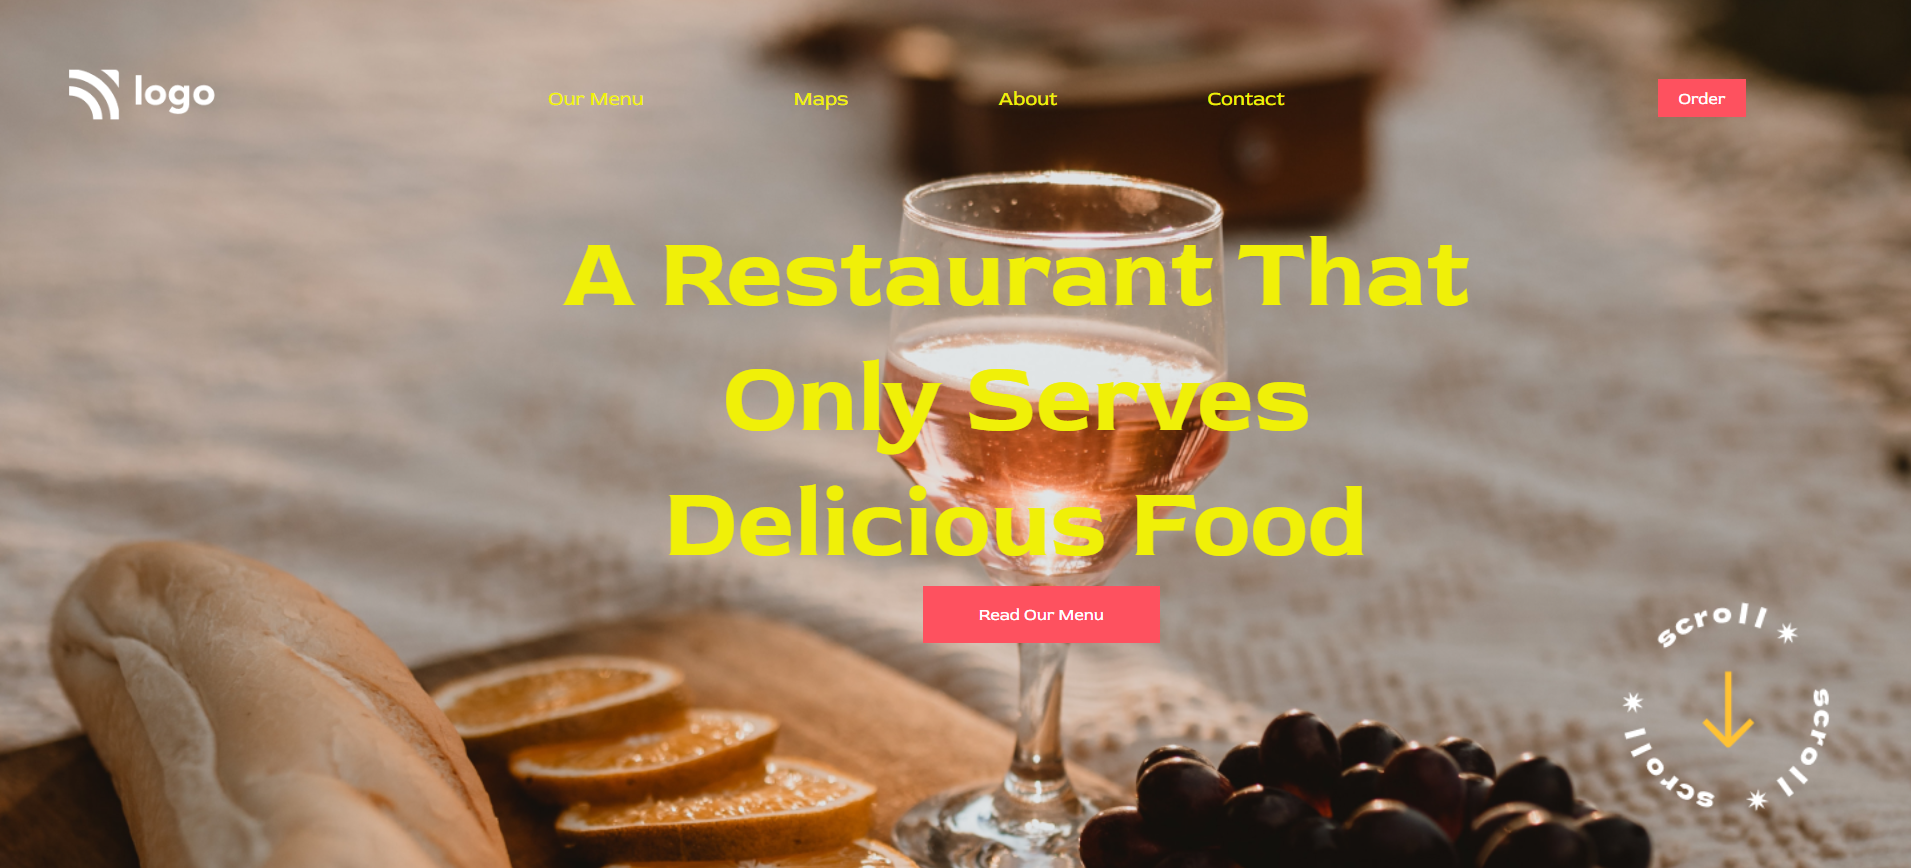 logo
Our Menu
Maps
About
Contact
Order
A Restaurant That
Only Serves
Delicious Food
Read Our Menu
scroll
scroll
scroll